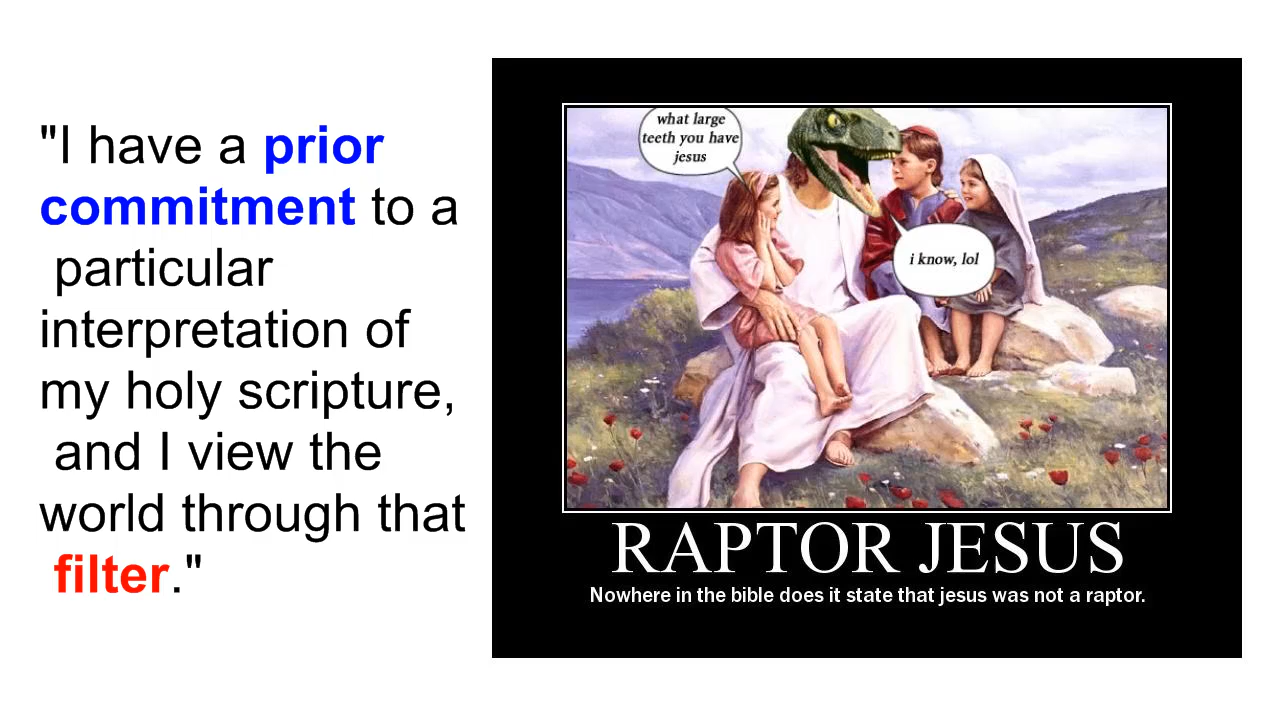 "I have a prior
commitment to a
particular
interpretation of
my holy scripture,
and I view the
world through that
filter."
what large
teeth you have
jesus
i know, lol
RAPTOR JESUS
Nowhere in the bible does it state that jesus was not a raptor.